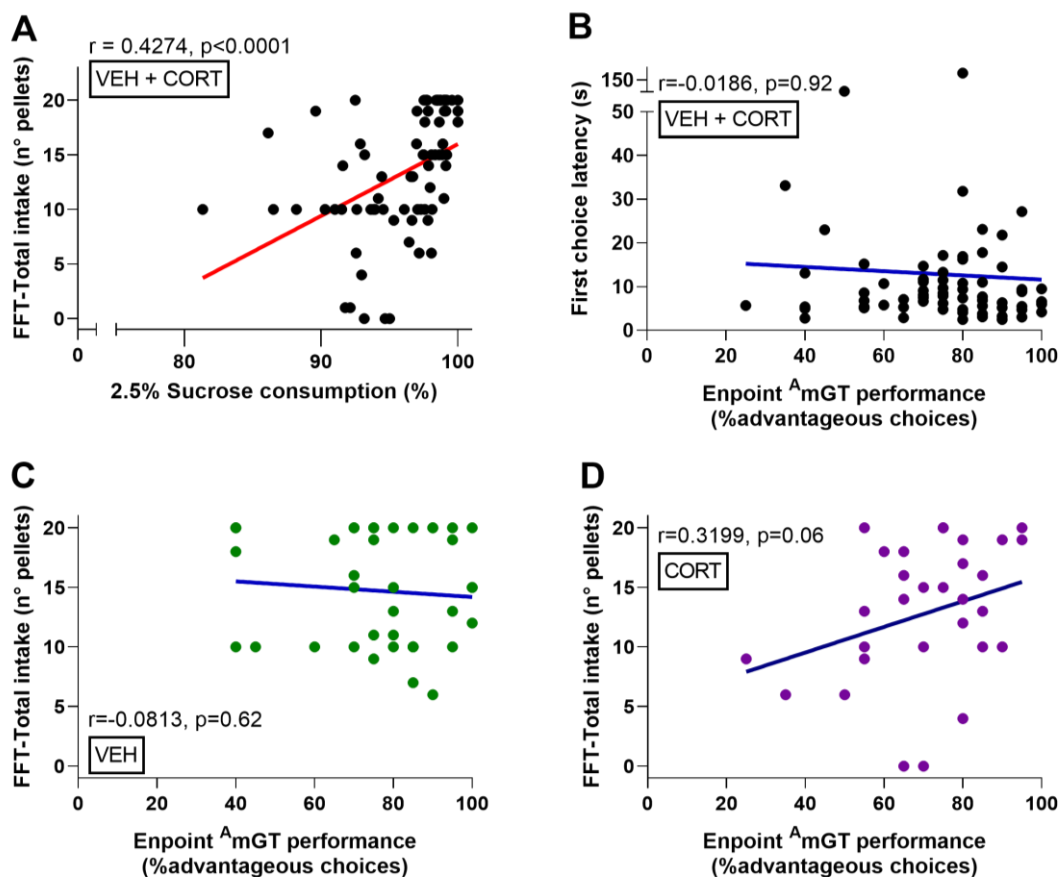 A
r = 0.4274, p<0.0001
VEH + CORT
FFT-Total intake (n° pellets)
20
15
10
5
0
0
80
90
100
2.5% Sucrose consumption (%)
B
r=-0.0186, p=0.92
VEH + CORT
First choice latency (s)
150
50
40
30
20
10
0
0
20
40
60
80
100
Enpoint AmGT performance
(%advantageous choices)
C
FFT-Total intake (n° pellets)
20
15
10
5
0
r=-0.0813, p=0.62
VEH
0
20
40
60
80
100
Enpoint AmGT performance
(%advantageous choices)
D
r=0.3199, p=0.06
CORT
FFT-Total intake (n° pellets)
20
15
10
5
0
0
20
40
60
80
100
Enpoint AmGT performance
(%advantageous choices)